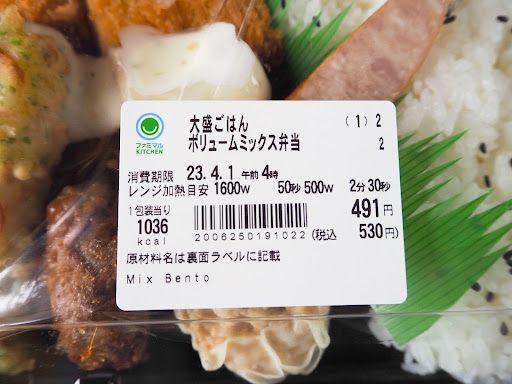 大盛ごはん (1) 2
ボリュームミックス弁当 2
ファミマル
KITCHEN
消費期限 23.4.1 午前4時
レンジ加熱目安 1600W 50秒 500W 2分30秒
1包装当り 491円
1036 (税込 530円)
kcal
2006250191022
原材料名は裏面ラベルに記載
Mix Bento